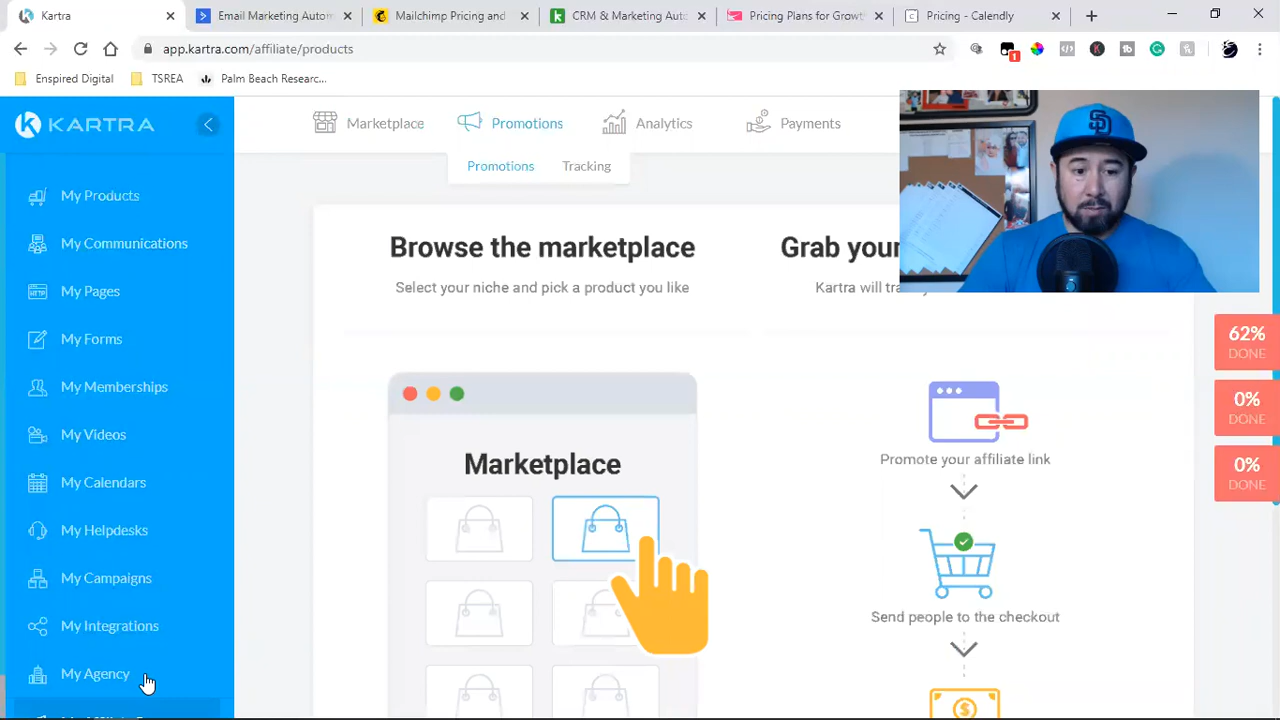 Kartra
Email Marketing Autom
Mailchimp Pricing and
CRM & Marketing Auto
Pricing Plans for Growt
Pricing - Calendly
app.kartra.com/affiliate/products
1
Enspired Digital
TSREA
Palm Beach Researc...
KARTRA
Marketplace
Promotions
Analytics
Payments
Promotions
Tracking
My Products
My Communications
My Pages
My Forms
My Memberships
My Videos
My Calendars
My Helpdesks
My Campaigns
My Integrations
My Agency
Browse the marketplace
Select your niche and pick a product you like
Marketplace
Grab your
Kartra will
Promote your affiliate link
Send people to the checkout
62%
DONE
0%
DONE
0%
DONE